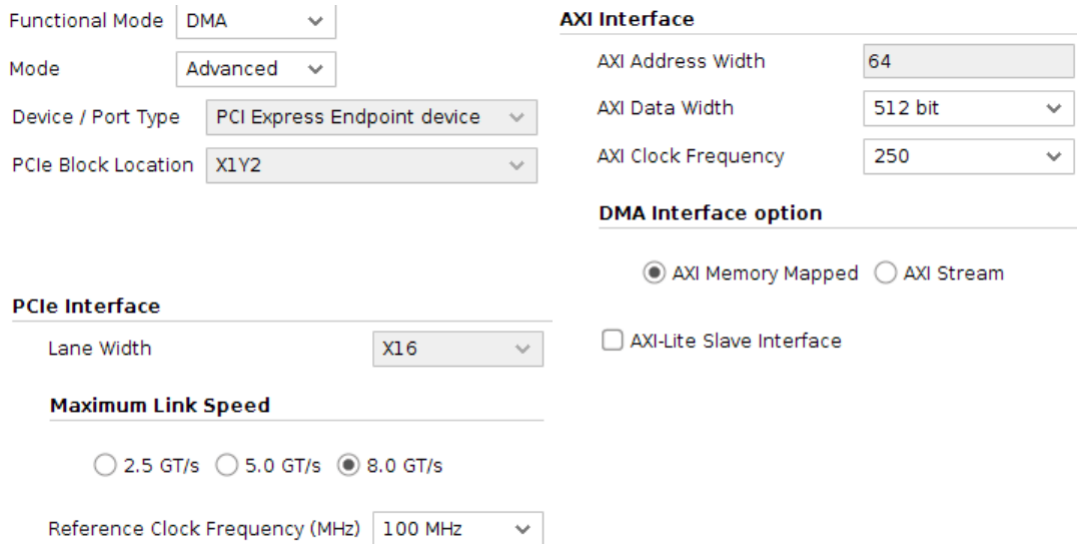 Functional Mode DMA
Mode Advanced
Device / Port Type PCI Express Endpoint device
PCIe Block Location X1Y2
PCIe Interface
Lane Width X16
Maximum Link Speed
2.5 GT/s 5.0 GT/s 8.0 GT/s
Reference Clock Frequency (MHz) 100 MHz
AXI Interface
AXI Address Width 64
AXI Data Width 512 bit
AXI Clock Frequency 250
DMA Interface option
AXI Memory Mapped AXI Stream
AXI-Lite Slave Interface